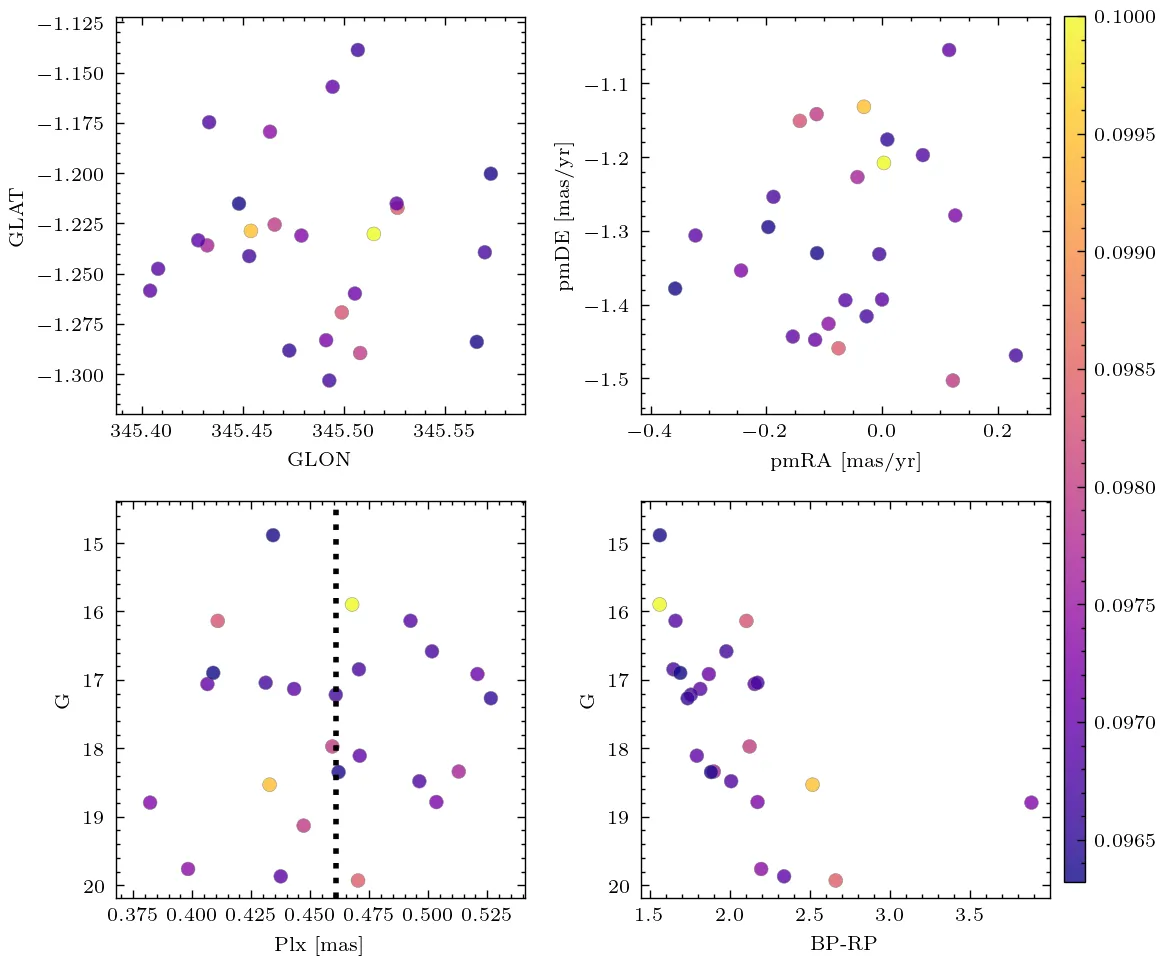 −1.125
−1.150
−1.175
−1.200
−1.225
−1.250
−1.275
−1.300
GLAT
345.40 345.45 345.50 345.55
GLON
−1.1
−1.2
−1.3
−1.4
−1.5
pmDE [mas/yr]
−0.4 −0.2 0.0 0.2
pmRA [mas/yr]
0.1000
0.0995
0.0990
0.0985
0.0980
0.0975
0.0970
0.0965
15
16
17
18
19
20
G
0.375 0.400 0.425 0.450 0.475 0.500 0.525
Plx [mas]
15
16
17
18
19
20
G
1.5 2.0 2.5 3.0 3.5
BP-RP